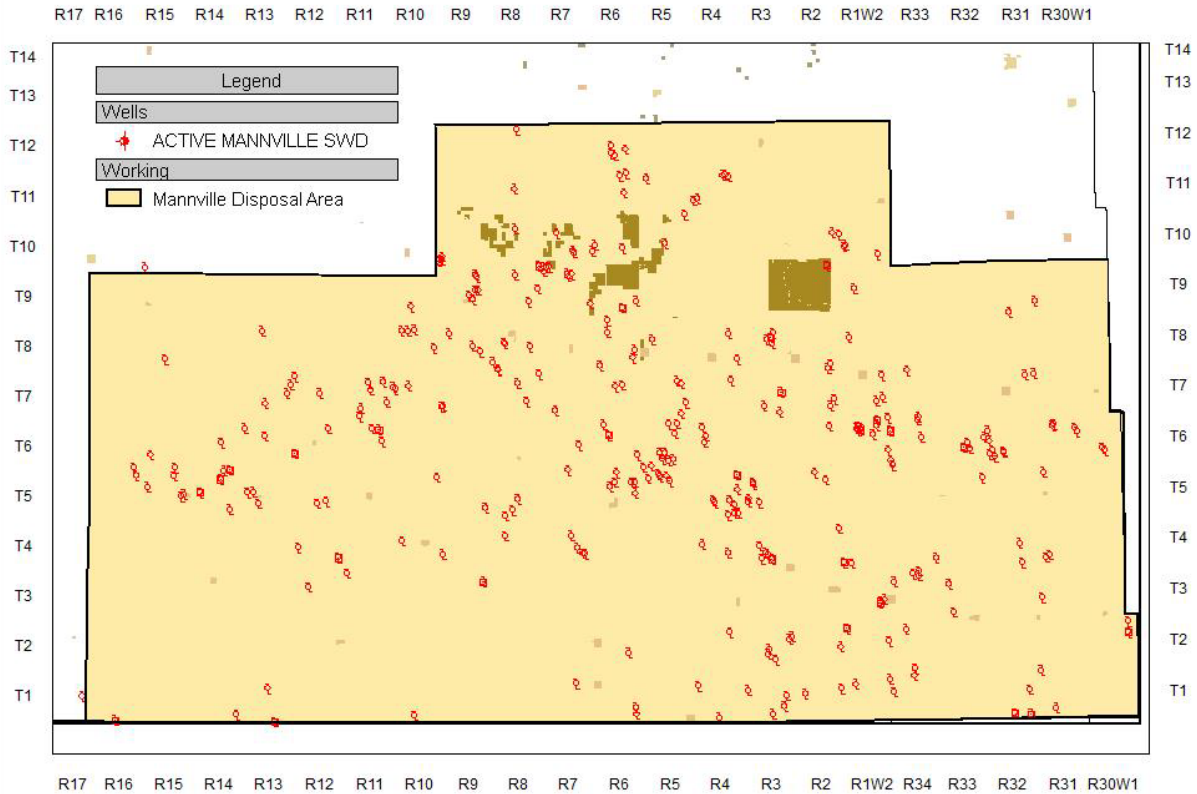 R17 R16 R15 R14 R13 R12 R11 R10 R9 R8 R7 R6 R5 R4 R3 R2 R1W2 R33 R32 R31 R30W1
T14 T14
T13 T13
Legend
Wells
ACTIVE MANNVILLE SWD
Working
Mannville Disposal Area
T12 T12
T11 T11
T10 T10
T9 T9
T8 T8
T7 T7
T6 T6
T5 T5
T4 T4
T3 T3
T2 T2
T1 T1
R17 R16 R15 R14 R13 R12 R11 R10 R9 R8 R7 R6 R5 R4 R3 R2 R1W2 R34 R33 R32 R31 R30W1